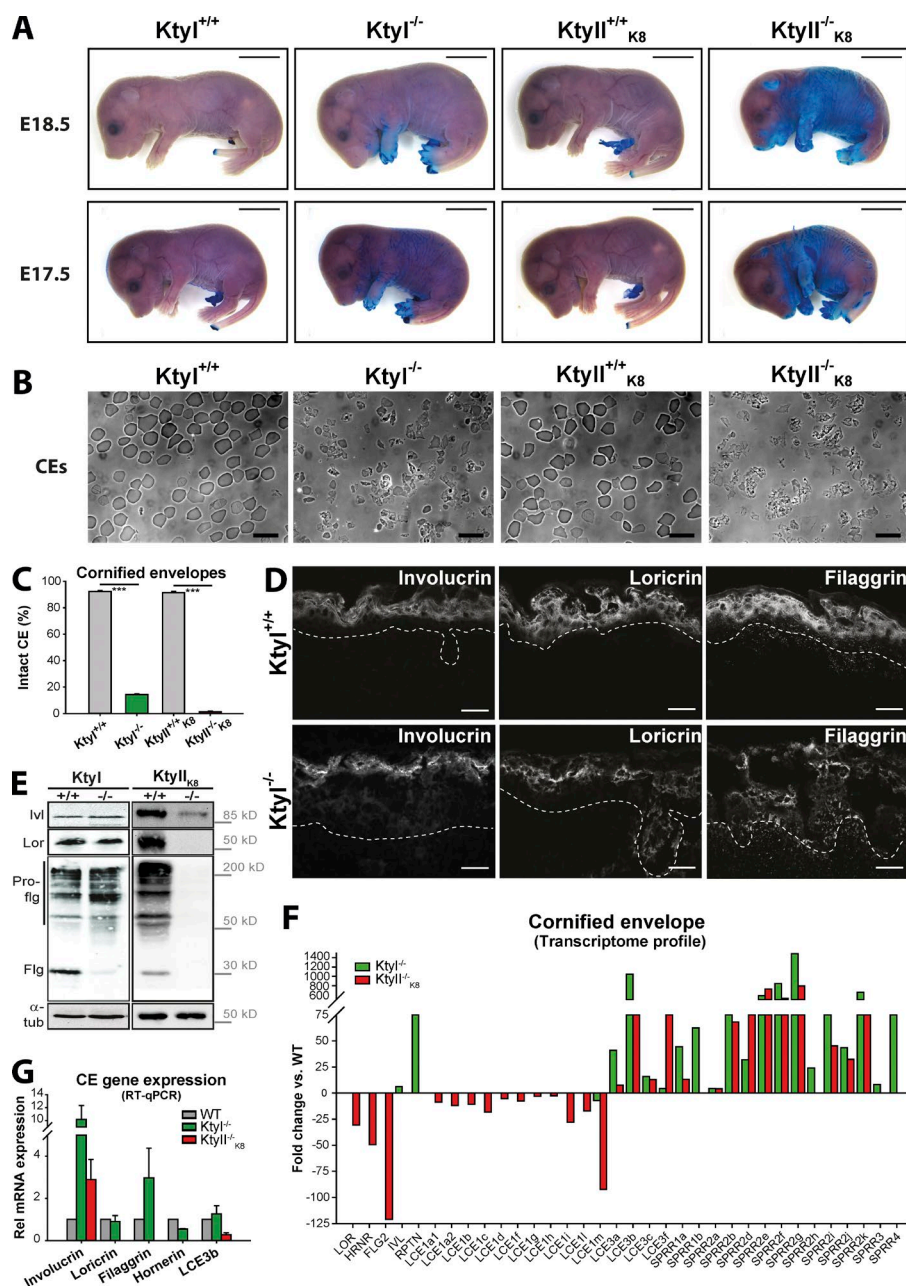 A
KtyI+/+ KtyI-/- KtyII+/+K8 KtyII-/-K8
E18.5
E17.5
B
KtyI+/+ KtyI-/- KtyII+/+K8 KtyII-/-K8
CEs
C
Cornified envelopes
***
***
Intact CE (%)
100
80
60
40
20
0
KtyI+/+ KtyI-/- KtyII+/+K8 KtyII-/-K8
D
Involucrin Loricrin Filaggrin
KtyI+/+
Involucrin Loricrin Filaggrin
KtyI-/-
E
KtyI KtyIIK8
+/+ -/- +/+ -/-
Ivl 85 kD
Lor 50 kD
Pro-
flg
200 kD
50 kD
Flg 30 kD
α-
tub
50 kD
F
Cornified envelope
(Transcriptome profile)
KtyI-/-
KtyII-/-K8
Fold change vs. WT
1400
1200
1000
800
600
75
50
25
0
-25
-50
-75
-100
-125
LOR HRNR FLG2 IVL RPTN LCE1a1 LCE1a2 LCE1b LCE1c LCE1d LCE1f LCE1g LCE1h LCE1i LCE1l LCE1m LCE3a LCE3b LCE3c LCE3f SPRR1a SPRR1b SPRR2a SPRR2b SPRR2d SPRR2e SPRR2f SPRR2g SPRR2h SPRR2i SPRR2j SPRR2k SPRR3 SPRR4
G
CE gene expression
(RT-qPCR)
WT
KtyI-/-
KtyII-/-K8
Rel mRNA expression
14
12
10
8
4
2
0
Involucrin Loricrin Filaggrin Hornerin LCE3b